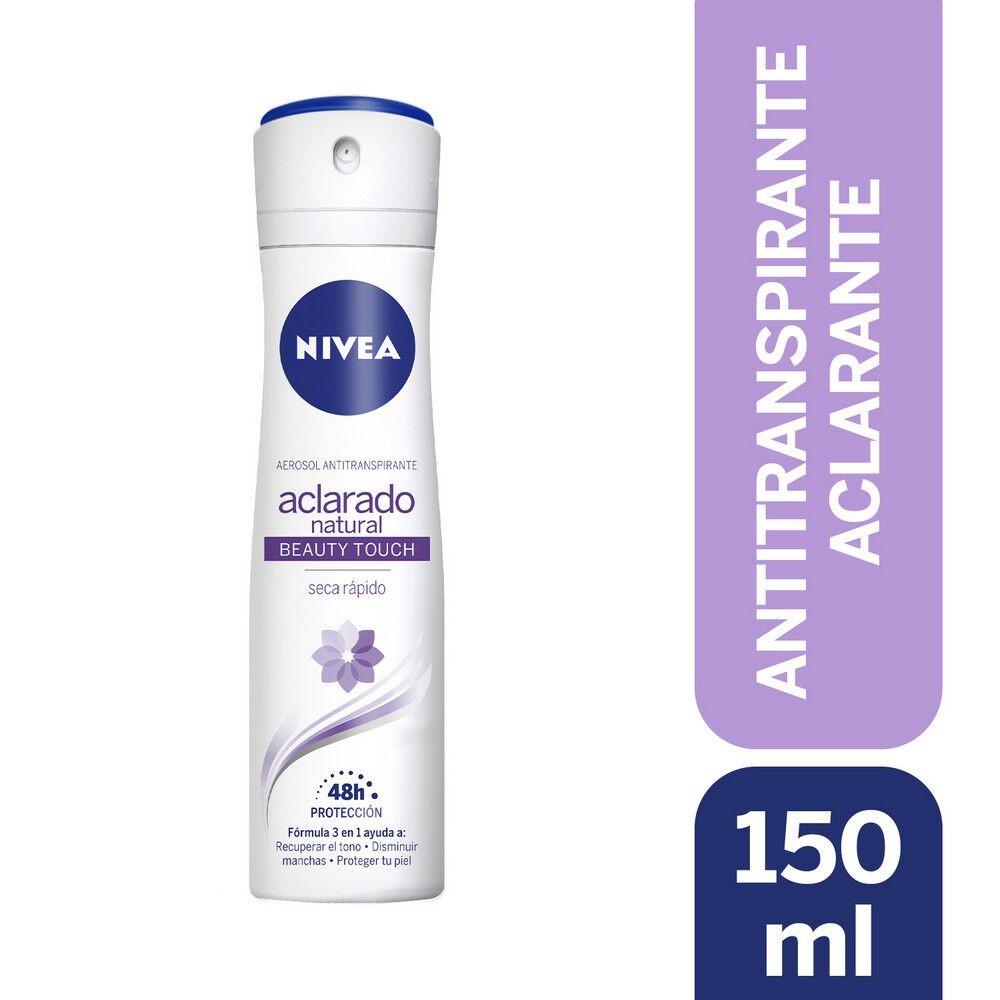 NIVEA
AEROSOL ANTITRANSPIRANTE
aclarado
natural
BEAUTY TOUCH
seca rápido
48h
PROTECCIÓN
Fórmula 3 en 1 ayuda a:
Recuperar el tono • Disminuir
manchas • Proteger tu piel
ANTITRANSPIRANTE
ACLARANTE
150
ml